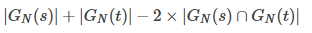 |G_N(s)| + |G_N(t)| − 2 × |G_N(s) ∩ G_N(t)|